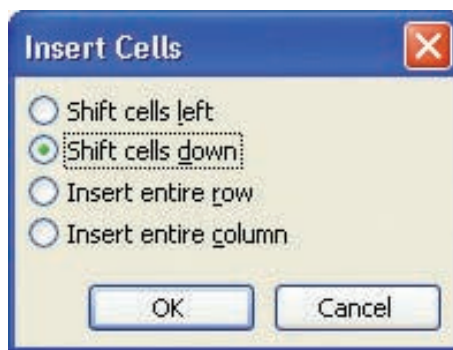 Insert Cells
Shift cells left
Shift cells down
Insert entire row
Insert entire column
OK
Cancel